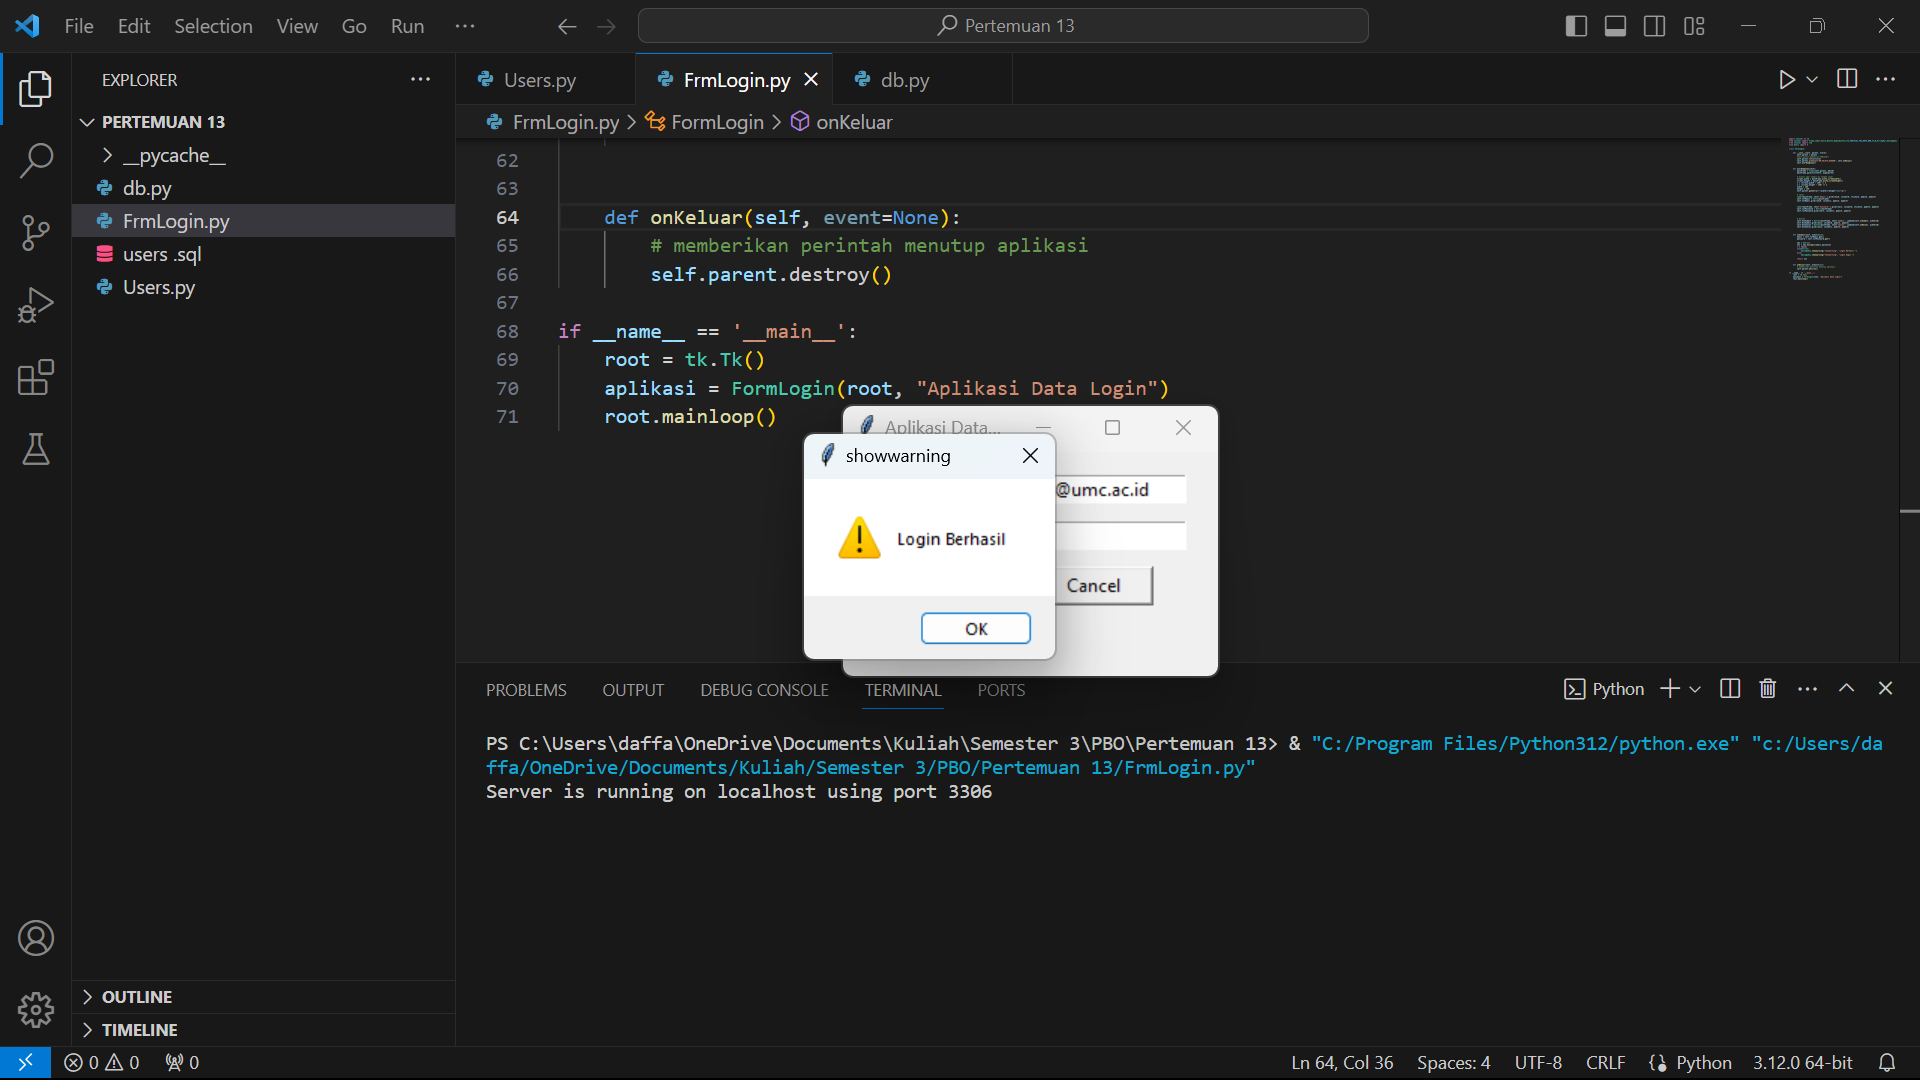 File Edit Selection View Go Run
Pertemuan 13
EXPLORER
PERTEMUAN 13
__pycache__
db.py
FrmLogin.py
users .sql
Users.py
OUTLINE
TIMELINE
Users.py FrmLogin.py db.py
FrmLogin.py > FormLogin > onKeluar
62
63
64 def onKeluar(self, event=None):
65 # memberikan perintah menutup aplikasi
66 self.parent.destroy()
67
68 if __name__ == '__main__':
69 root = tk.Tk()
70 aplikasi = FormLogin(root, "Aplikasi Data Login")
71 root.mainloop()
Aplikasi Data...
showwarning
@umc.ac.id
Login Berhasil
Cancel
OK
PROBLEMS OUTPUT DEBUG CONSOLE TERMINAL PORTS
Python
PS C:\Users\daffa\OneDrive\Documents\Kuliah\Semester 3\PBO\Pertemuan 13> & "C:/Program Files/Python312/python.exe" "c:/Users/da
ffa/OneDrive/Documents/Kuliah/Semester 3/PBO/Pertemuan 13/FrmLogin.py"
Server is running on localhost using port 3306
0 0 0
Ln 64, Col 36 Spaces: 4 UTF-8 CRLF Python 3.12.0 64-bit